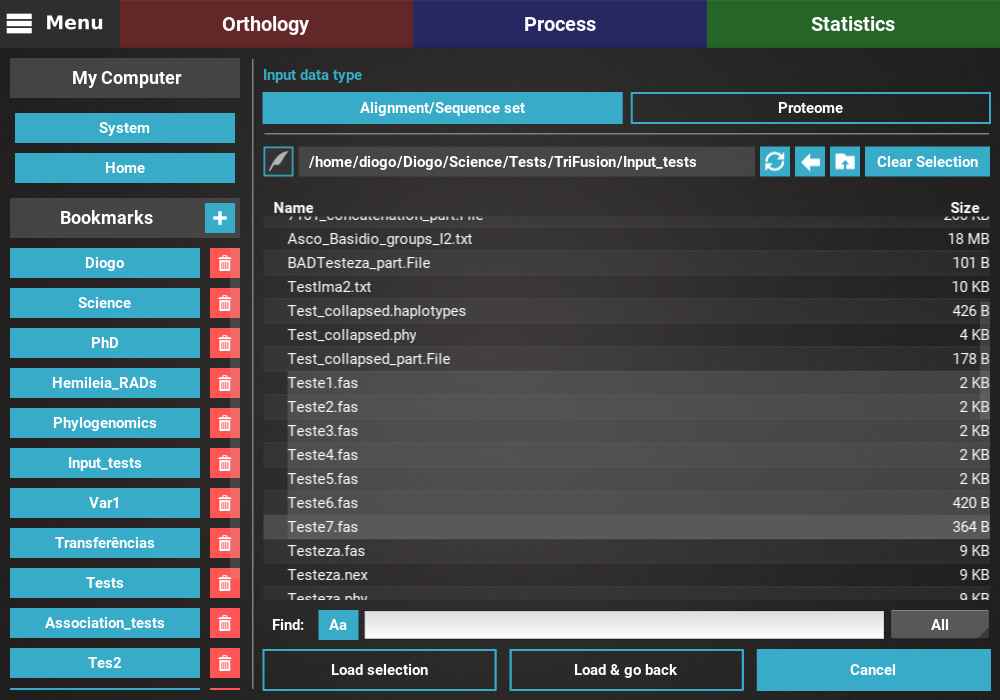 Menu
Orthology
Process
Statistics
My Computer
System
Home
Bookmarks
Diogo
Science
PhD
Hemileia_RADs
Phylogenomics
Input_tests
Var1
Transferências
Tests
Association_tests
Tes2
Input data type
Alignment/Sequence set
Proteome
/home/diogo/Diogo/Science/Tests/TriFusion/Input_tests
Clear Selection
Name Size
Asco_Basidio_groups_l2.txt 18 MB
BADTesteza_part.File 101 B
TestIma2.txt 10 KB
Test_collapsed.haplotypes 426 B
Test_collapsed.phy 4 KB
Test_collapsed_part.File 178 B
Teste1.fas 2 KB
Teste2.fas 2 KB
Teste3.fas 2 KB
Teste4.fas 2 KB
Teste5.fas 2 KB
Teste6.fas 420 B
Teste7.fas 364 B
Testeza.fas 9 KB
Testeza.nex 9 KB
Testeza.phy 9 KB
Find: Aa All
Load selection
Load & go back
Cancel